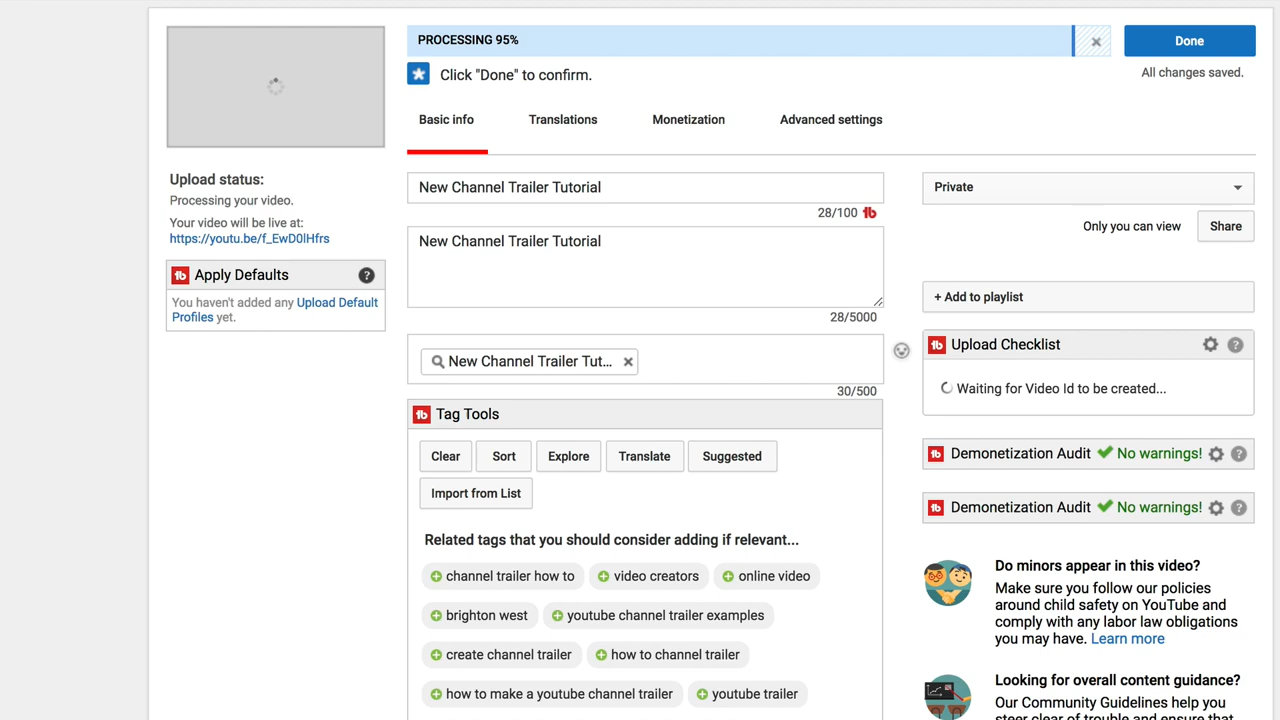 PROCESSING 95%
Done
Click "Done" to confirm.
All changes saved.
Basic info
Translations
Monetization
Advanced settings
Upload status:
Processing your video.
Your video will be live at:
https://youtu.be/f_EwD0lHfrs
Apply Defaults
You haven't added any Upload Default
Profiles yet.
New Channel Trailer Tutorial
28/100
New Channel Trailer Tutorial
28/5000
New Channel Trailer Tut...
30/500
Tag Tools
Clear
Sort
Explore
Translate
Suggested
Import from List
Related tags that you should consider adding if relevant...
channel trailer how to
video creators
online video
brighton west
youtube channel trailer examples
create channel trailer
how to channel trailer
how to make a youtube channel trailer
youtube trailer
Private
Only you can view
Share
+ Add to playlist
Upload Checklist
Waiting for Video Id to be created...
Demonetization Audit No warnings!
Demonetization Audit No warnings!
Do minors appear in this video?
Make sure you follow our policies
around child safety on YouTube and
comply with any labor law obligations
you may have. Learn more
Looking for overall content guidance?
Our Community Guidelines help you
steer clear of trouble and ensure that